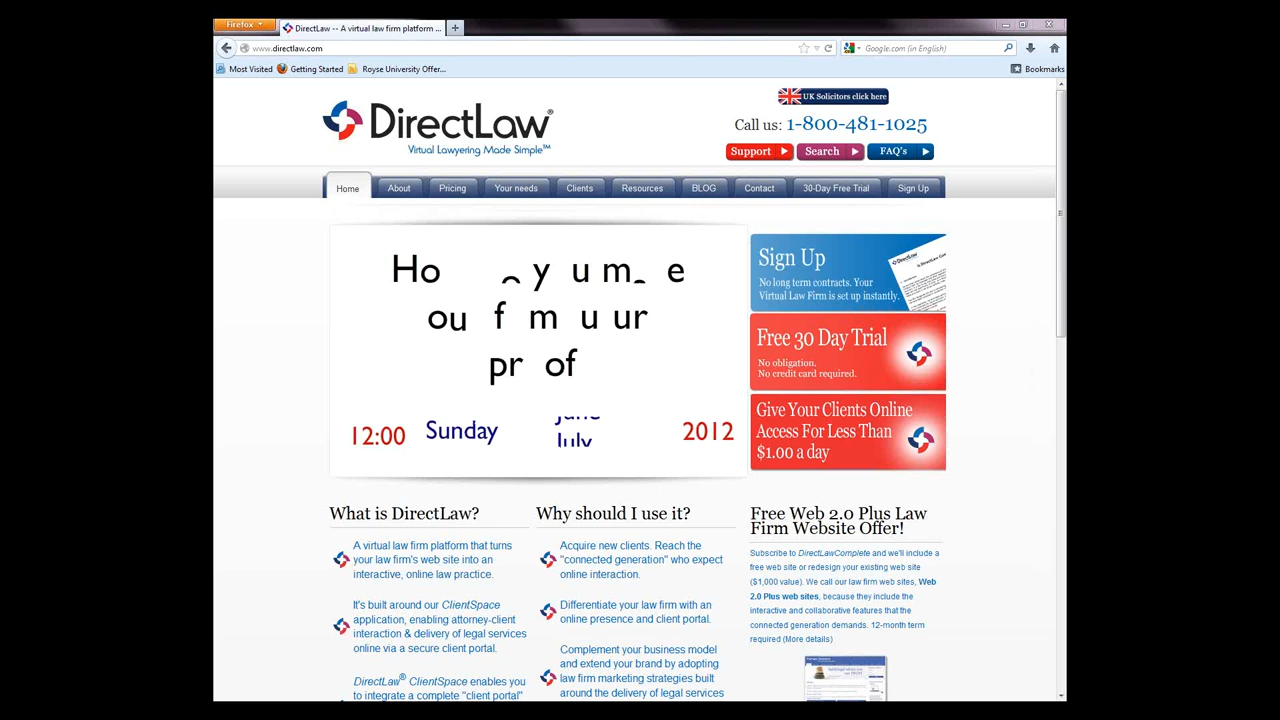 Firefox
DirectLaw -- A virtual law firm platform ...
www.directlaw.com
Google.com (in English)
Most Visited Getting Started Royse University Offer...
Bookmarks
UK Solicitors click here
DirectLaw®
Virtual Lawyering Made Simple™
Call us: 1-800-481-1025
Support Search FAQ's
Home About Pricing Your needs Clients Resources BLOG Contact 30-Day Free Trial Sign Up
12:00 Sunday June 2012
July
Sign Up
No long term contracts. Your
Virtual Law Firm is set up instantly.
Free 30 Day Trial
No obligation.
No credit card required.
Give Your Clients Online
Access For Less Than
$1.00 a day
What is DirectLaw?
A virtual law firm platform that turns
your law firm's web site into an
interactive, online law practice.
It's built around our ClientSpace
application, enabling attorney-client
interaction & delivery of legal services
online via a secure client portal.
DirectLaw® ClientSpace enables you
to integrate a complete "client portal"
Why should I use it?
Acquire new clients. Reach the
"connected generation" who expect
online interaction.
Differentiate your law firm with an
online presence and client portal.
Complement your business model
and extend your brand by adopting
law firm marketing strategies built
around the delivery of legal services
Free Web 2.0 Plus Law
Firm Website Offer!
Subscribe to DirectLawComplete and we'll include a
free web site or redesign your existing web site
($1,000 value). We call our law firm web sites, Web
2.0 Plus web sites, because they include the
interactive and collaborative features that the
connected generation demands. 12-month term
required (More details)